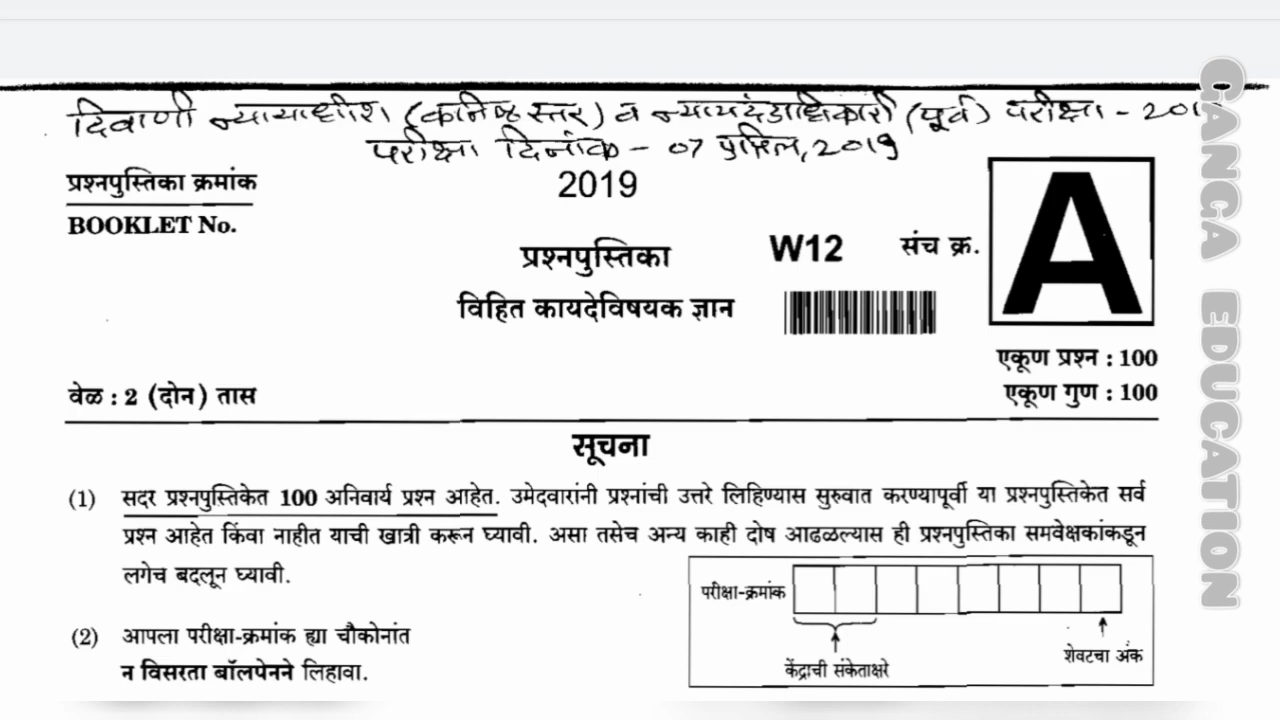 दिवाणी न्यायाधीश (कनिष्ठ स्तर) व न्यायदंडाधिकारी (पूर्व) परीक्षा - 201
परीक्षा दिनांक - 07 एप्रिल, 2019
प्रश्नपुस्तिका क्रमांक
BOOKLET No.
2019
प्रश्नपुस्तिका
W12
संच क्र.
A
विहित कायदेविषयक ज्ञान
एकूण प्रश्न : 100
वेळ : 2 (दोन) तास
एकूण गुण : 100
सूचना
(1) सदर प्रश्नपुस्तिकेत 100 अनिवार्य प्रश्न आहेत. उमेदवारांनी प्रश्नांची उत्तरे लिहिण्यास सुरुवात करण्यापूर्वी या प्रश्नपुस्तिकेत सर्व
प्रश्न आहेत किंवा नाहीत याची खात्री करून घ्यावी. असा तसेच अन्य काही दोष आढळल्यास ही प्रश्नपुस्तिका समवेक्षकांकडून
लगेच बदलून घ्यावी.
परीक्षा-क्रमांक
(2) आपला परीक्षा-क्रमांक ह्या चौकोनांत
न विसरता बॉलपेनने लिहावा.
केंद्राची संकेताक्षरे
शेवटचा अंक
GANGA EDUCATION